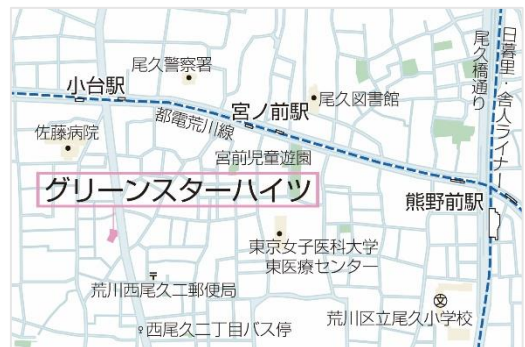 尾久警察署
小台駅
佐藤病院
都電荒川線
宮ノ前駅
尾久図書館
尾久橋通り
日暮里・舎人ライナー
宮前児童遊園
グリーンスターハイツ
熊野前駅
東京女子医科大学
東医療センター
〒
荒川西尾久二郵便局
西尾久二丁目バス停
文
荒川区立尾久小学校